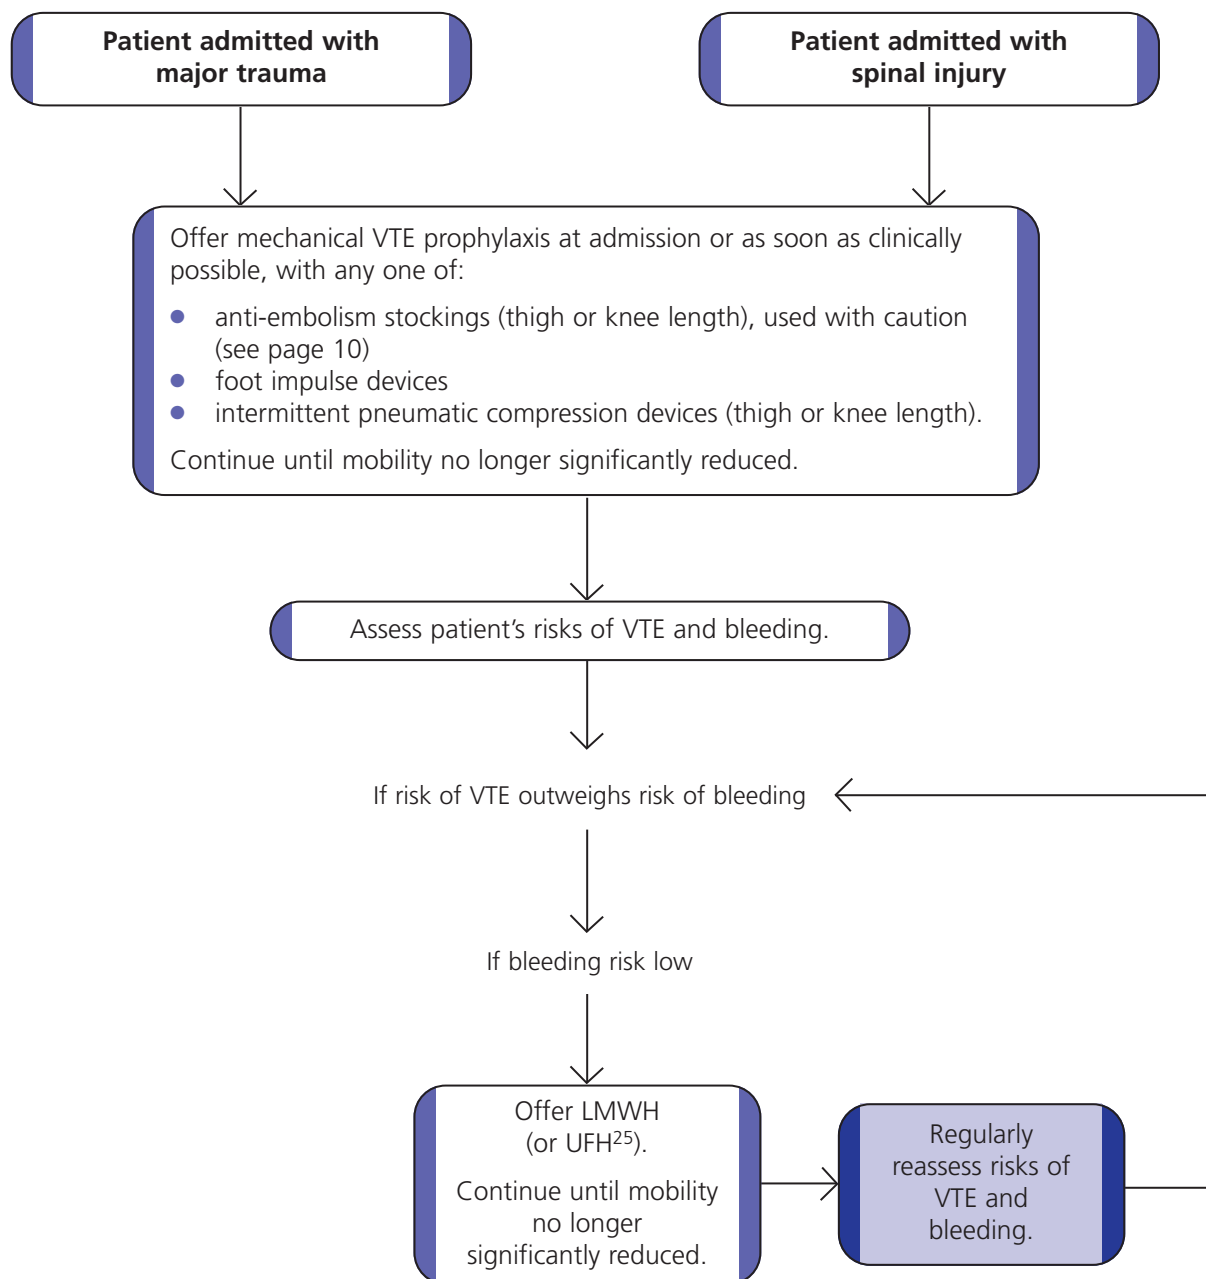 Patient admitted with
major trauma
Patient admitted with
spinal injury
Offer mechanical VTE prophylaxis at admission or as soon as clinically
possible, with any one of:
● anti-embolism stockings (thigh or knee length), used with caution
(see page 10)
● foot impulse devices
● intermittent pneumatic compression devices (thigh or knee length).
Continue until mobility no longer significantly reduced.
Assess patient’s risks of VTE and bleeding.
If risk of VTE outweighs risk of bleeding
If bleeding risk low
Offer LMWH
(or UFH²⁵).
Continue until mobility
no longer
significantly reduced.
Regularly
reassess risks of
VTE and
bleeding.